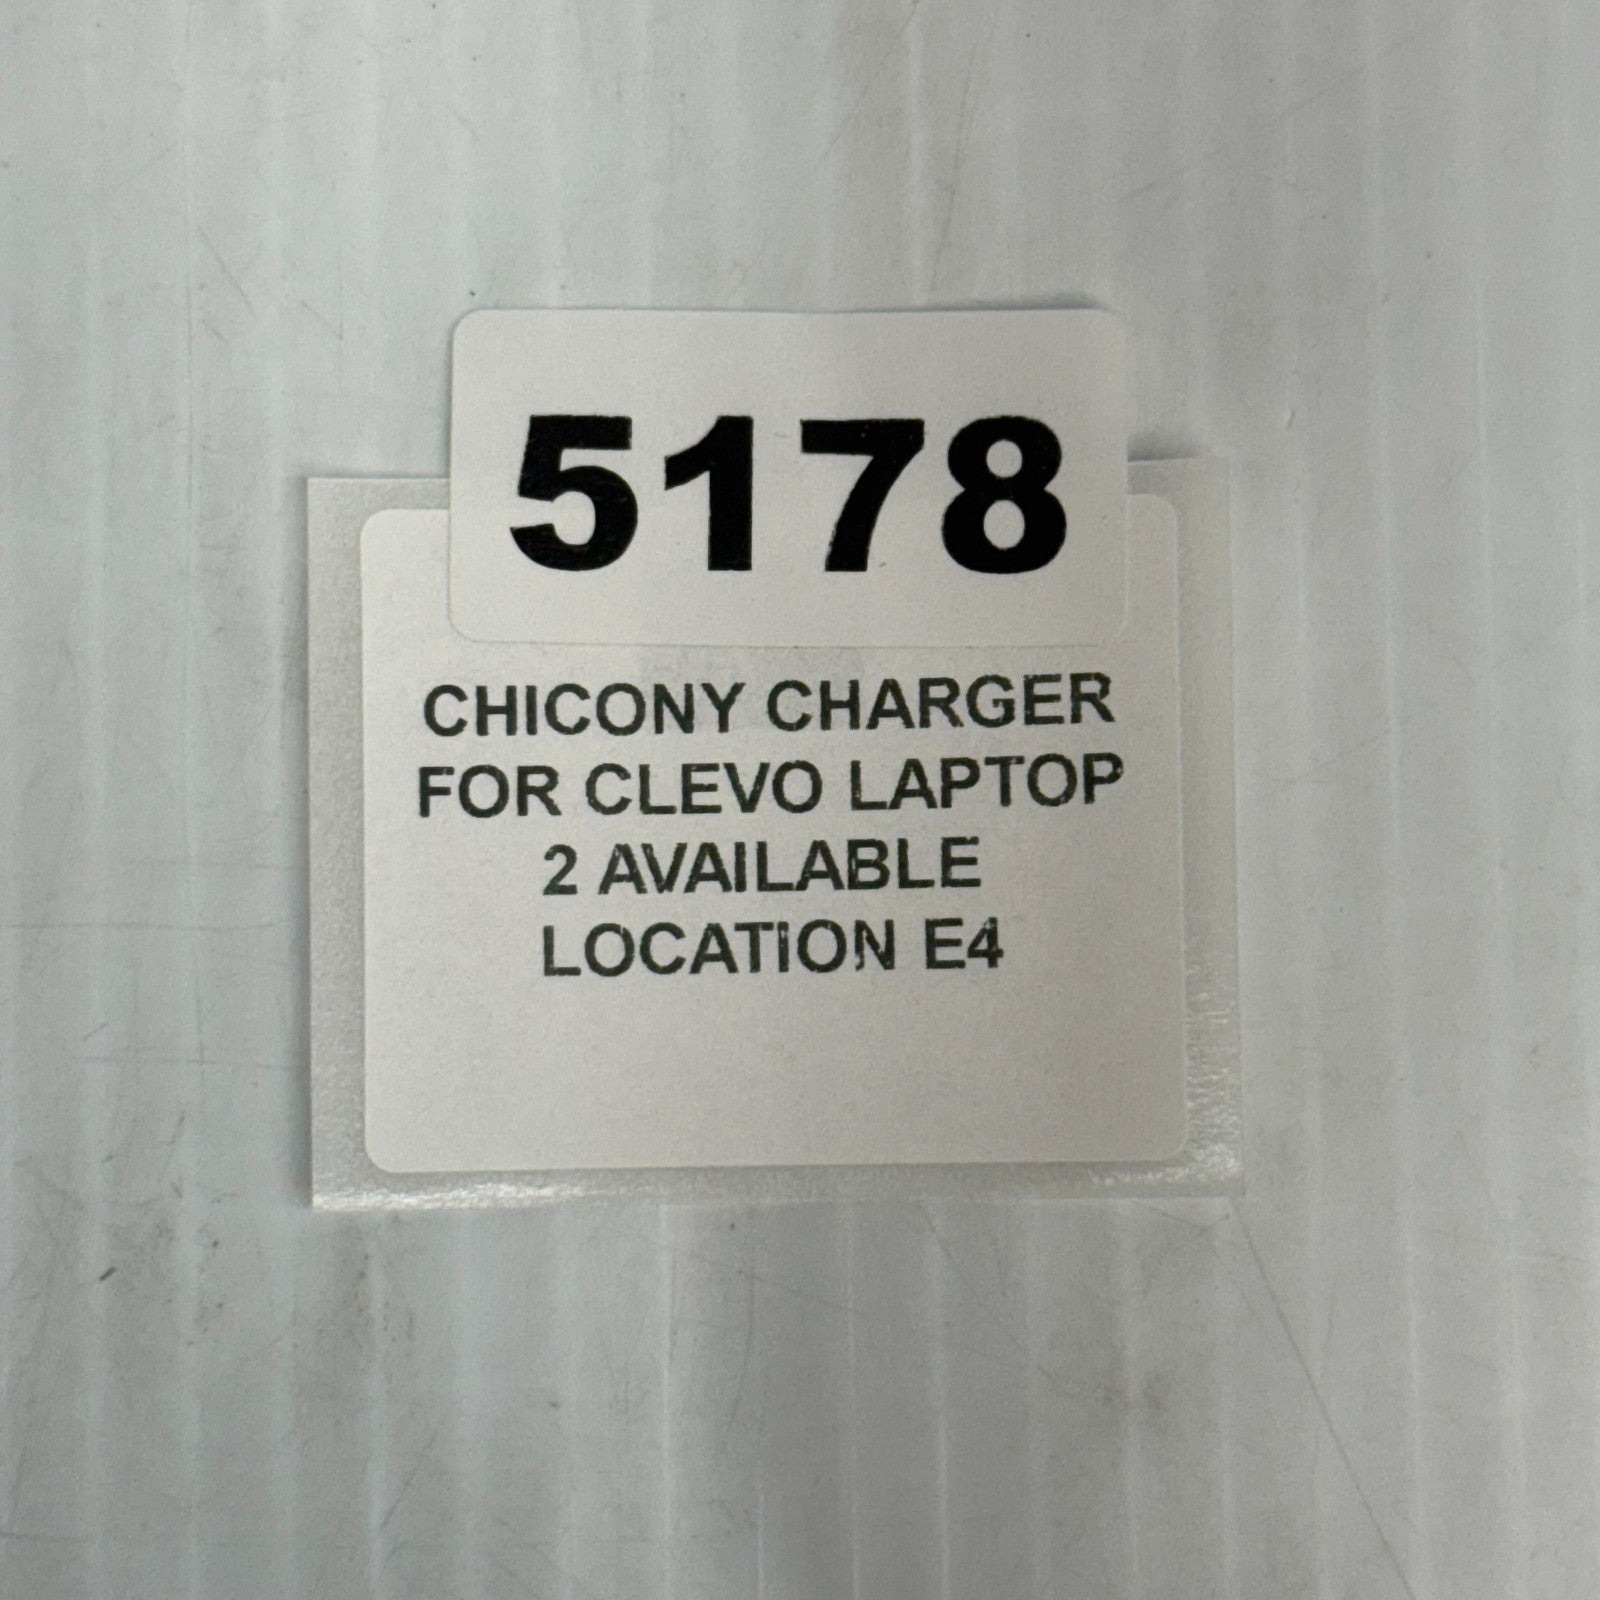 5178
CHICONY CHARGER
FOR CLEVO LAPTOP
2 AVAILABLE
LOCATION E4